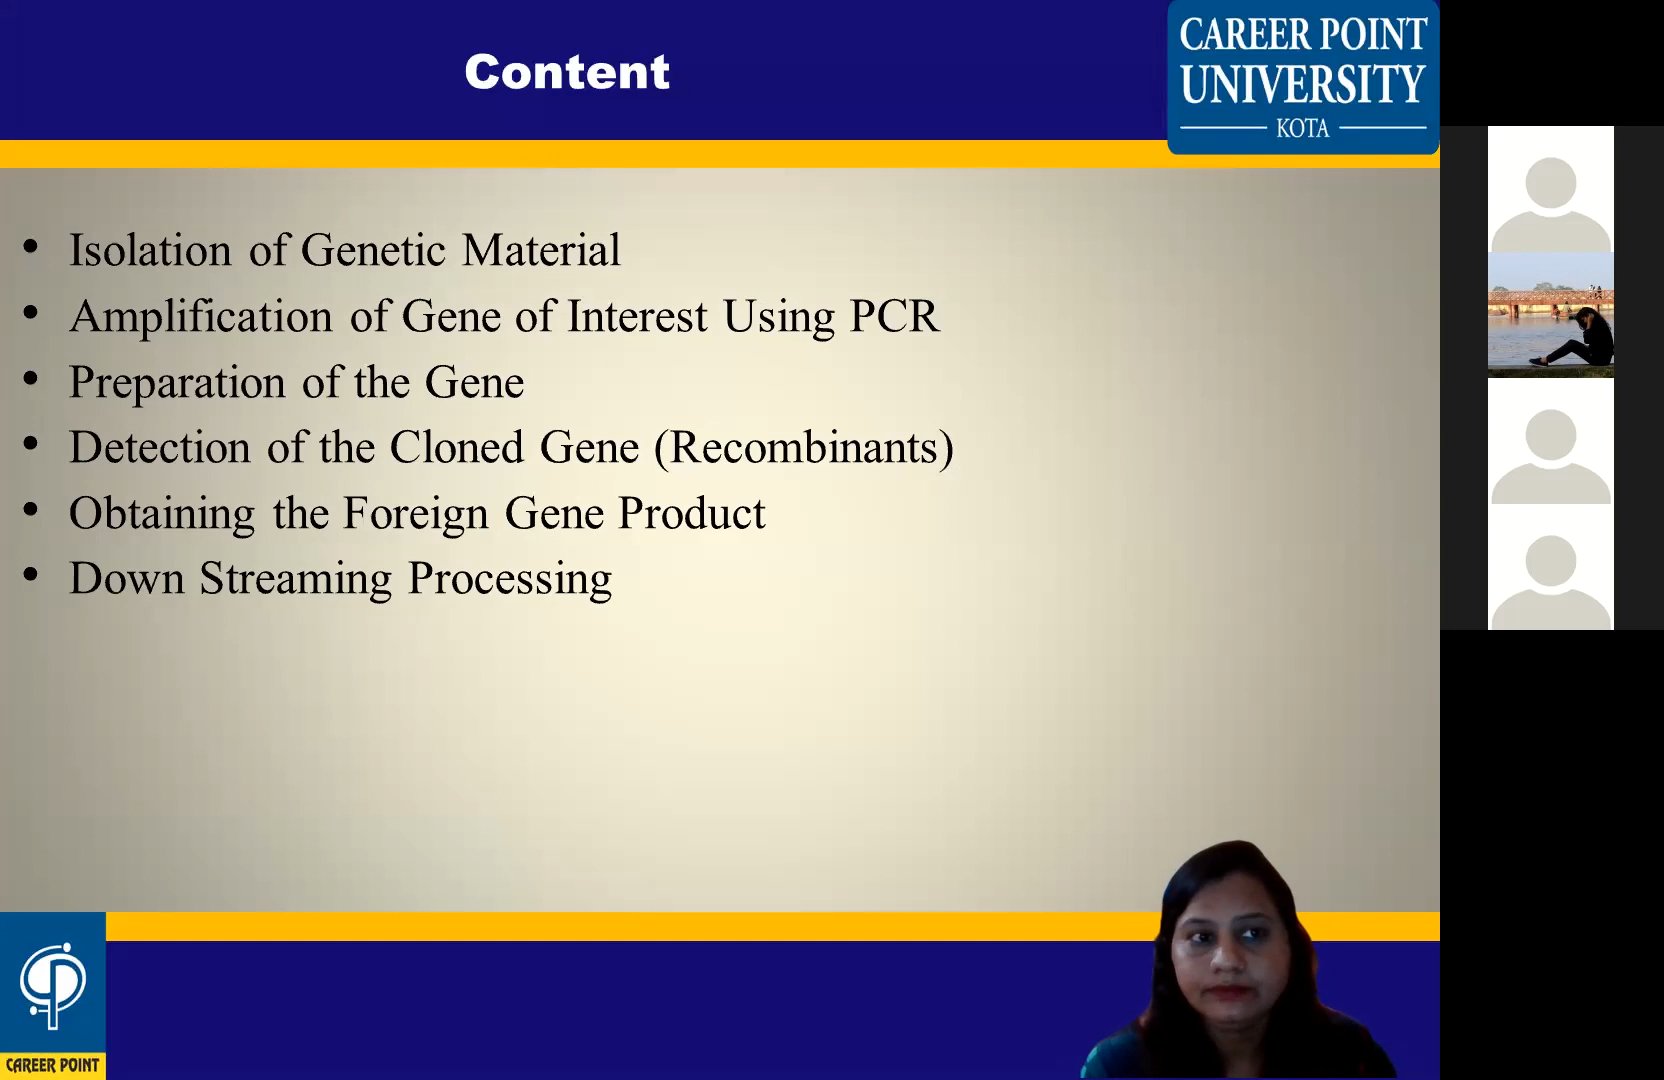 Content
CAREER POINT
UNIVERSITY
KOTA
• Isolation of Genetic Material
• Amplification of Gene of Interest Using PCR
• Preparation of the Gene
• Detection of the Cloned Gene (Recombinants)
• Obtaining the Foreign Gene Product
• Down Streaming Processing
CAREER POINT